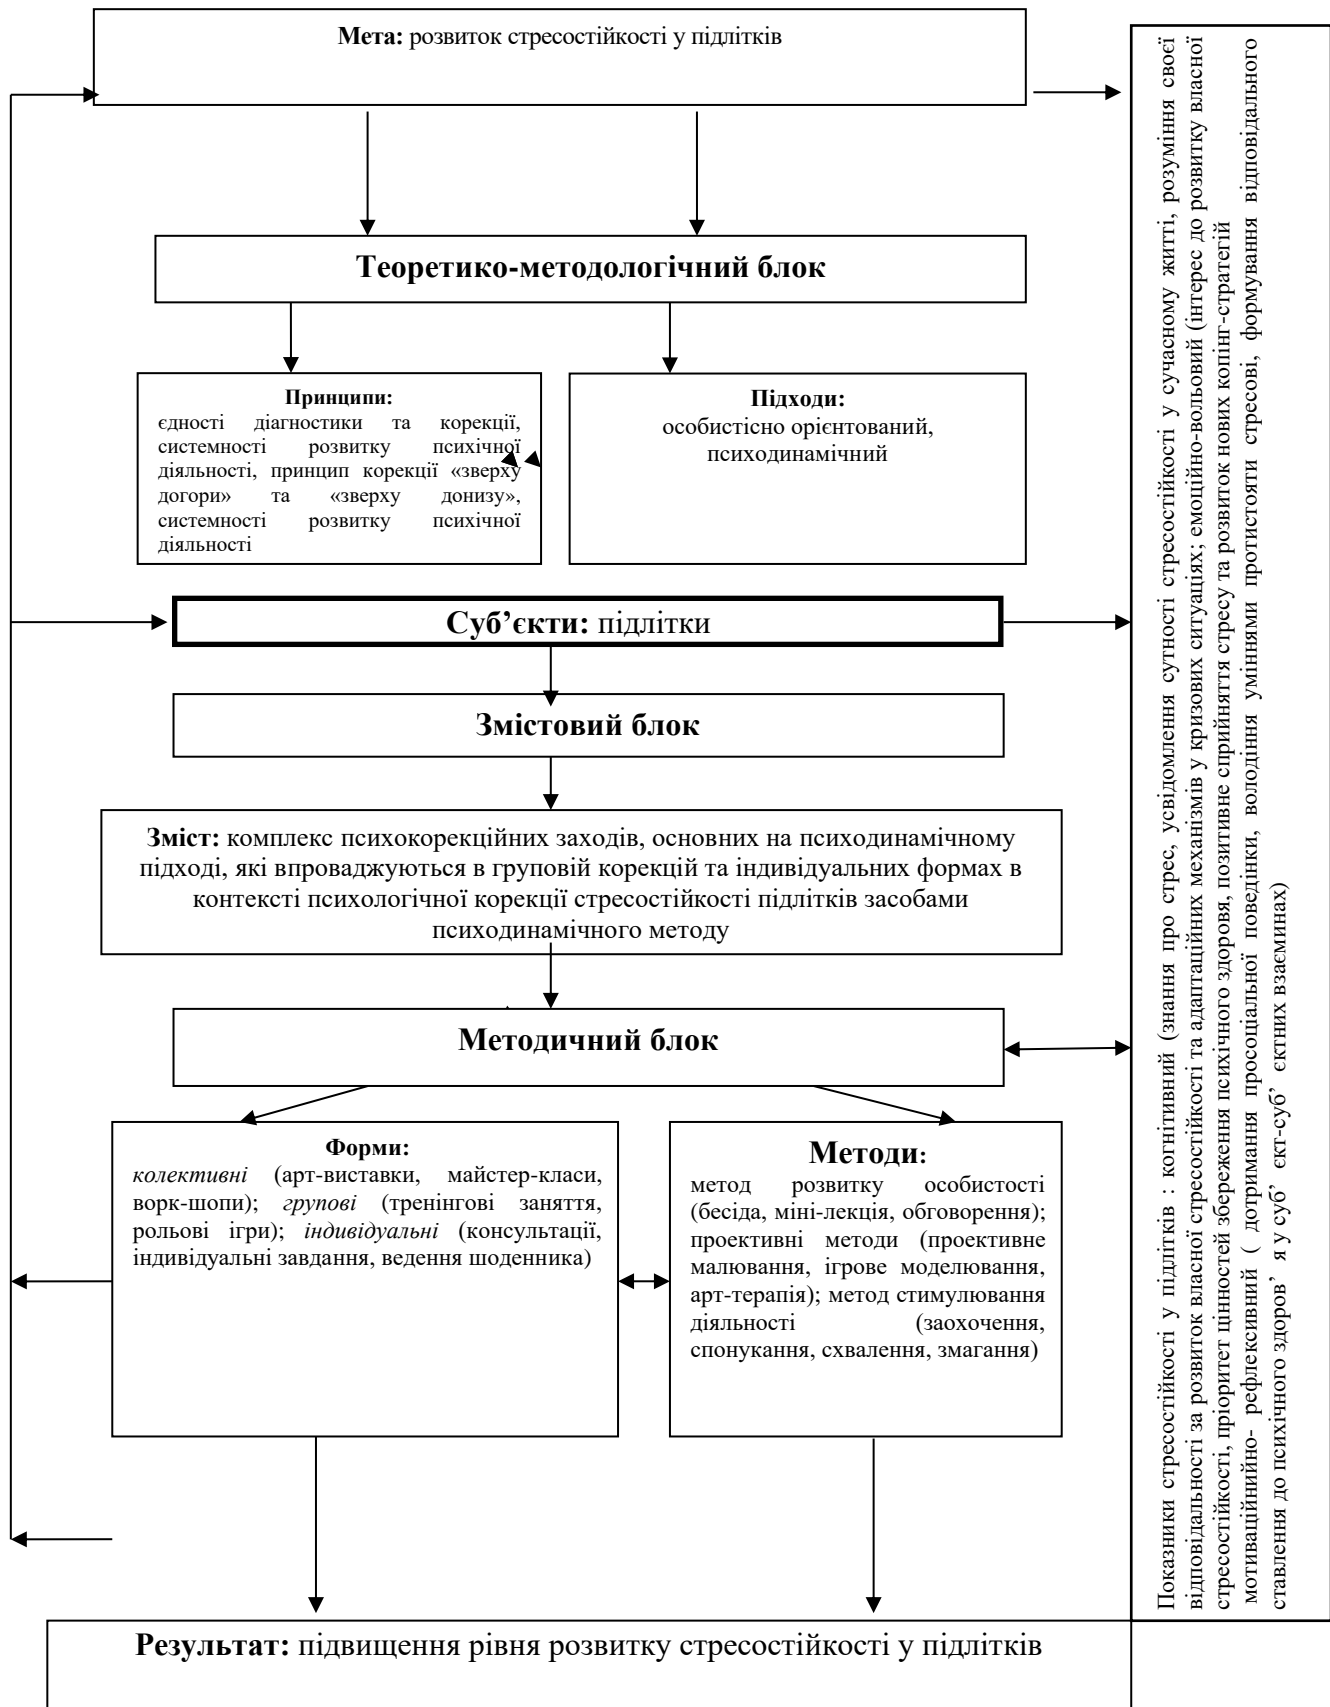 Мета: розвиток стресостійкості у підлітків
Теоретико-методологічний блок
Принципи:
єдності діагностики та корекції,
системності розвитку психічної
діяльності, принцип корекції «зверху
догори» та «зверху донизу»,
системності розвитку психічної
діяльності
Підходи:
особистісно орієнтований,
психодинамічний
Суб’єкти: підлітки
Змістовий блок
Зміст: комплекс психокорекційних заходів, основних на психодинамічному
підході, які впроваджуються в груповій корекцій та індивідуальних формах в
контексті психологічної корекції стресостійкості підлітків засобами
психодинамічного методу
Методичний блок
Форми:
колективні (арт-виставки, майстер-класи,
ворк-шопи); групові (тренінгові заняття,
рольові ігри); індивідуальні (консультації,
індивідуальні завдання, ведення щоденника)
Методи:
метод розвитку особистості
(бесіда, міні-лекція, обговорення);
проективні методи (проективне
малювання, ігрове моделювання,
арт-терапія); метод стимулювання
діяльності (заохочення,
спонукання, схвалення, змагання)
Результат: підвищення рівня розвитку стресостійкості у підлітків
Показники стресостійкості у підлітків : когнітивний (знання про стрес, усвідомлення сутності стресостійкості у сучасному житті, розуміння своєї
відповідальності за розвиток власної стресостійкості та адаптаційних механізмів у кризових ситуаціях; емоційно-вольовий (інтерес до розвитку власної
стресостійкості, пріоритет цінностей збереження психічного здоровя, позитивне сприйняття стресу та розвиток нових копінг-стратегій
мотиваційнийно- рефлексивний ( дотримання просоціальної поведінки, володіння уміннями протистояти стресові, формування відповідального
ставлення до психічного здоров’ я у суб’ єкт-суб’ єктних взаєминах)